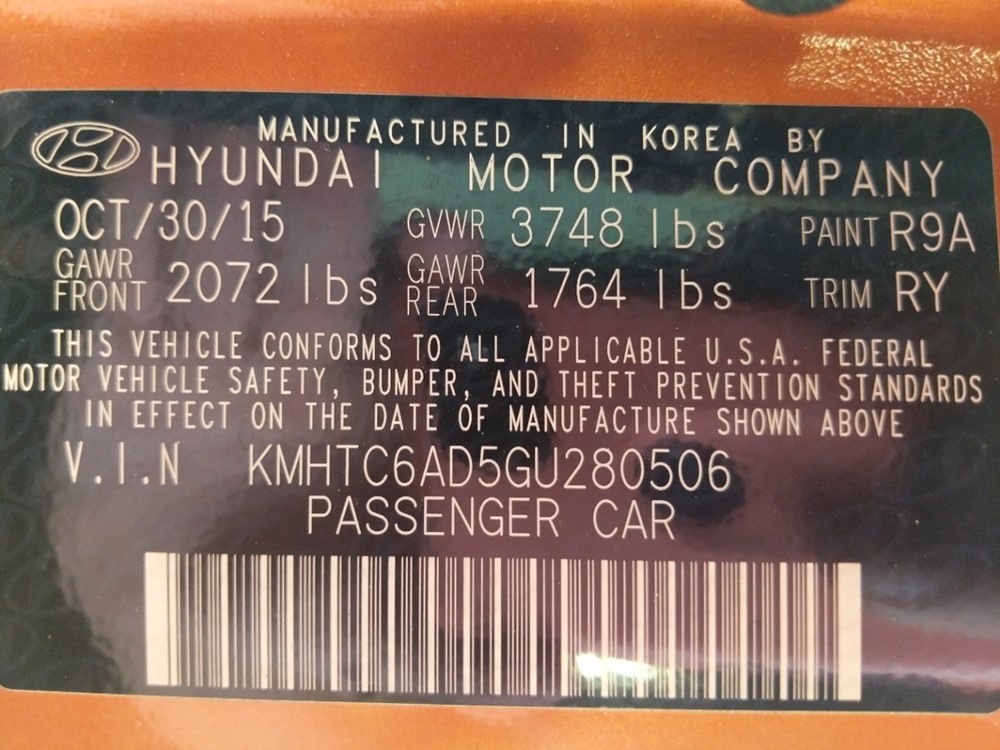 MANUFACTURED IN KOREA BY
HYUNDAI MOTOR COMPANY
OCT/30/15 GVWR 3748 lbs PAINT R9A
GAWR FRONT 2072 lbs GAWR REAR 1764 lbs TRIM RY
THIS VEHICLE CONFORMS TO ALL APPLICABLE U.S.A. FEDERAL
MOTOR VEHICLE SAFETY, BUMPER, AND THEFT PREVENTION STANDARDS
IN EFFECT ON THE DATE OF MANUFACTURE SHOWN ABOVE
V.I.N KMHTC6AD5GU280506
PASSENGER CAR